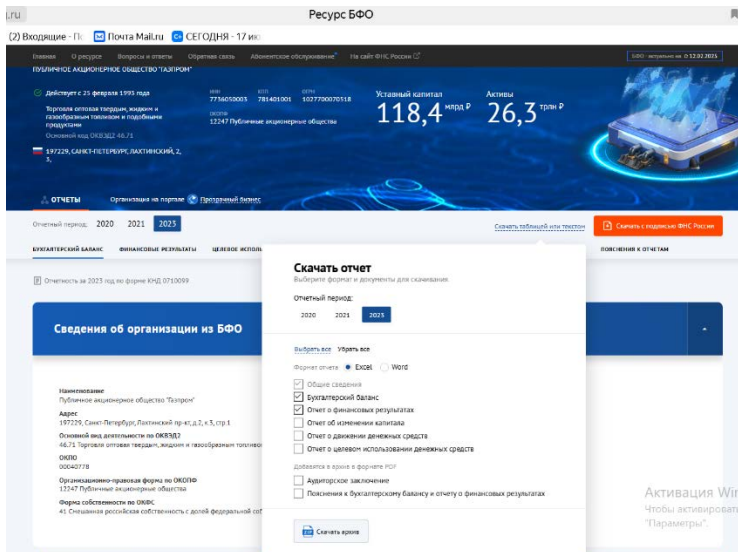 .ru
Ресурс БФО
(2) Входящие - По
Почта Mail.ru
СЕГОДНЯ - 17 ию
Главная О ресурсе Вопросы и ответы Обратная связь Абонентское обслуживание На сайт ФНС России
БФО - актуально на 12.02.2025
ПУБЛИЧНОЕ АКЦИОНЕРНОЕ ОБЩЕСТВО "ГАЗПРОМ"
Действует с 25 февраля 1993 года
Торговля оптовая твердым, жидким и
газообразным топливом и подобными
продуктами
Основной код ОКВЭД2 46.71
197229, САНКТ-ПЕТЕРБУРГ, ЛАХТИНСКИЙ, 2,
3,
ИНН КПП ОГРН
7736050003 781401001 1027700070518
ОКОПФ
12247 Публичные акционерные общества
Уставный капитал
118,4 млрд ₽
Активы
26,3 трлн ₽
ОТЧЕТЫ
Организация на портале Прозрачный бизнес
Отчетный период: 2020 2021 2023
Скачать таблицей или текстом
Скачать с подписью ФНС России
БУХГАЛТЕРСКИЙ БАЛАНС ФИНАНСОВЫЕ РЕЗУЛЬТАТЫ ЦЕЛЕВОЕ ИСПОЛЬ
ПОЯСНЕНИЯ К ОТЧЕТАМ
Отчетность за 2023 год по форме КНД 0710099
Сведения об организации из БФО
Наименование
Публичное акционерное общество "Газпром"
Адрес
197229, Санкт-Петербург, Лахтинский пр-кт, д.2, к.3, стр.1
Основной вид деятельности по ОКВЭД2
46.71 Торговля оптовая твердым, жидким и газообразным топливо
ОКПО
00040778
Организационно-правовая форма по ОКОПФ
12247 Публичные акционерные общества
Форма собственности по ОКФС
41 Смешанная российская собственность с долей федеральной соб
Скачать отчет
Выберите формат и документы для скачивания
Отчетный период:
2020 2021 2023
Выбрать все Убрать все
Формат отчета: Excel Word
Общие сведения
Бухгалтерский баланс
Отчет о финансовых результатах
Отчет об изменении капитала
Отчет о движении денежных средств
Отчет о целевом использовании денежных средств
Добавится в архив в формате PDF
Аудиторское заключение
Пояснения к бухгалтерскому балансу и отчету о финансовых результатах
Скачать архив
Активация Win
Чтобы активировать
"Параметры".